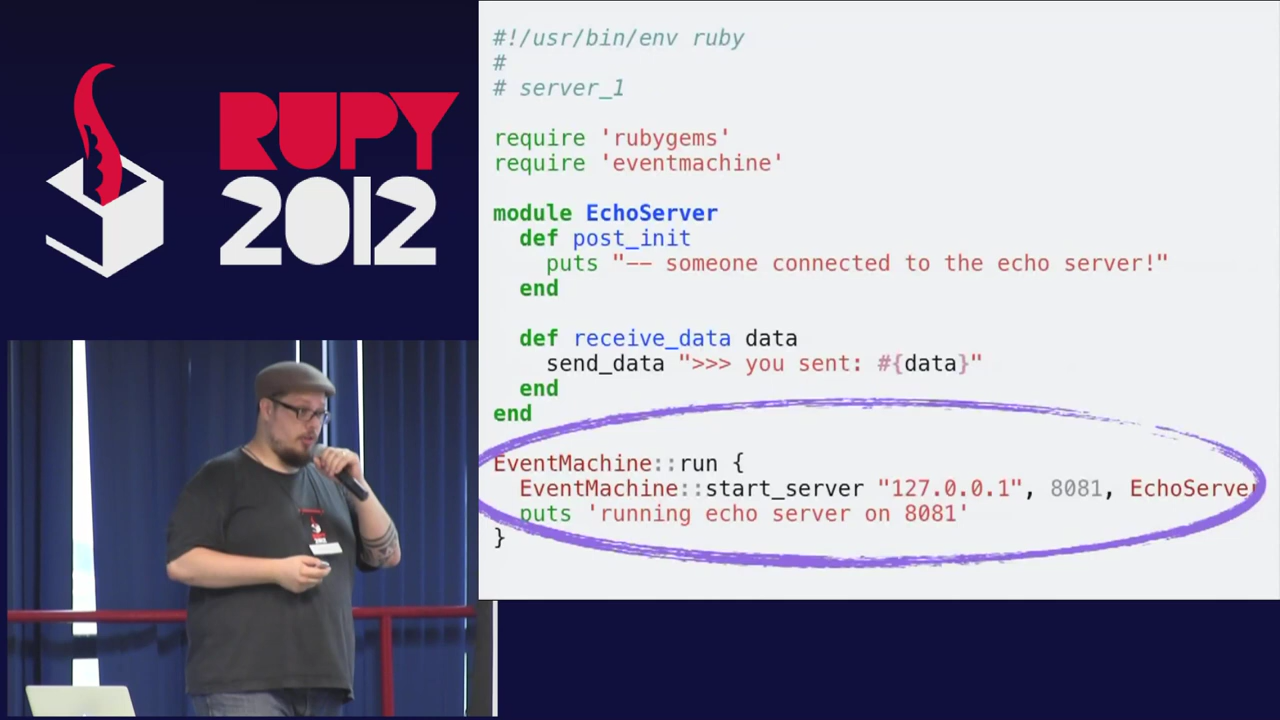 RUPY
2012
#!/usr/bin/env ruby
#
# server_1
require 'rubygems'
require 'eventmachine'
module EchoServer
def post_init
puts "-- someone connected to the echo server!"
end
def receive_data data
send_data ">>> you sent: #{data}"
end
end
EventMachine::run {
EventMachine::start_server "127.0.0.1", 8081, EchoServer
puts 'running echo server on 8081'
}